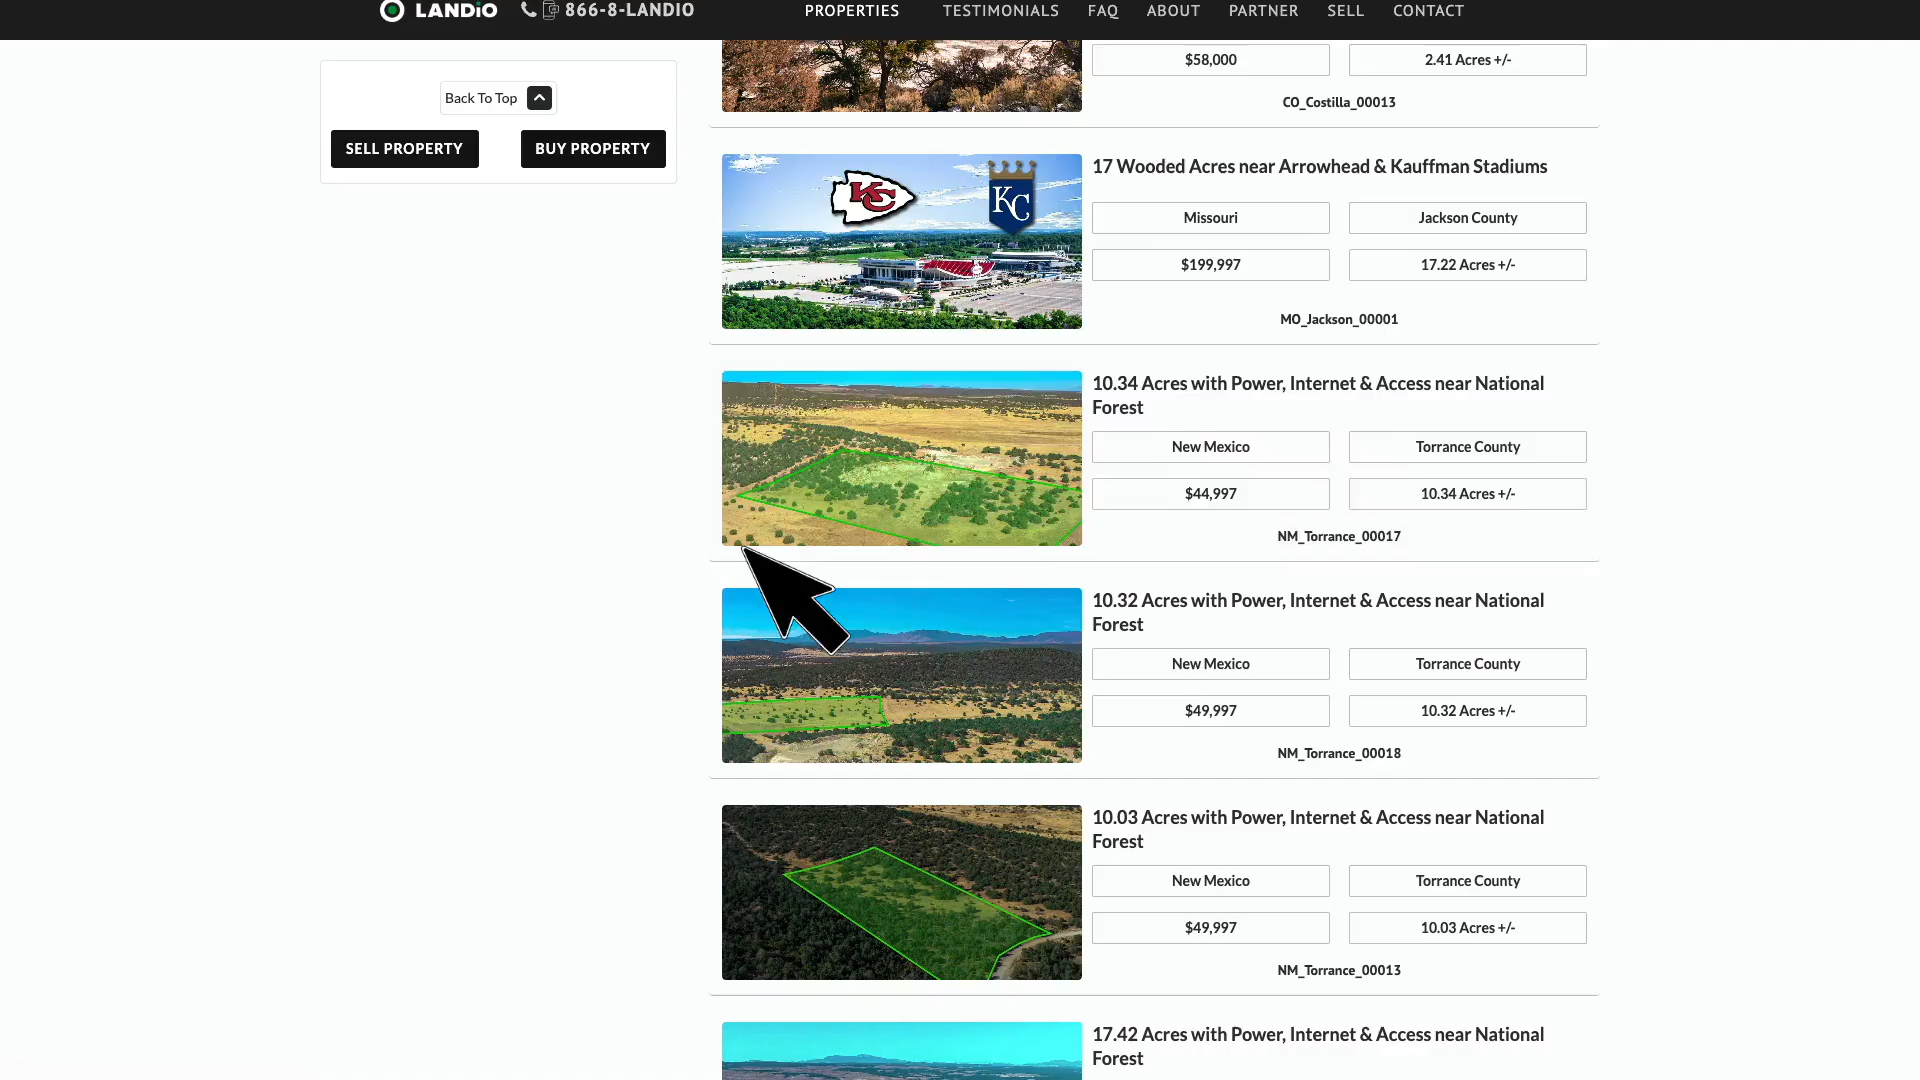 LANDiO
866-8-LANDIO
PROPERTIES
TESTIMONIALS
FAQ
ABOUT
PARTNER
SELL
CONTACT
Back To Top
SELL PROPERTY
BUY PROPERTY
$58,000
2.41 Acres +/-
CO_Costilla_00013
KC
KC
17 Wooded Acres near Arrowhead & Kauffman Stadiums
Missouri
Jackson County
$199,997
17.22 Acres +/-
MO_Jackson_00001
10.34 Acres with Power, Internet & Access near National
Forest
New Mexico
Torrance County
$44,997
10.34 Acres +/-
NM_Torrance_00017
10.32 Acres with Power, Internet & Access near National
Forest
New Mexico
Torrance County
$49,997
10.32 Acres +/-
NM_Torrance_00018
10.03 Acres with Power, Internet & Access near National
Forest
New Mexico
Torrance County
$49,997
10.03 Acres +/-
NM_Torrance_00013
17.42 Acres with Power, Internet & Access near National
Forest